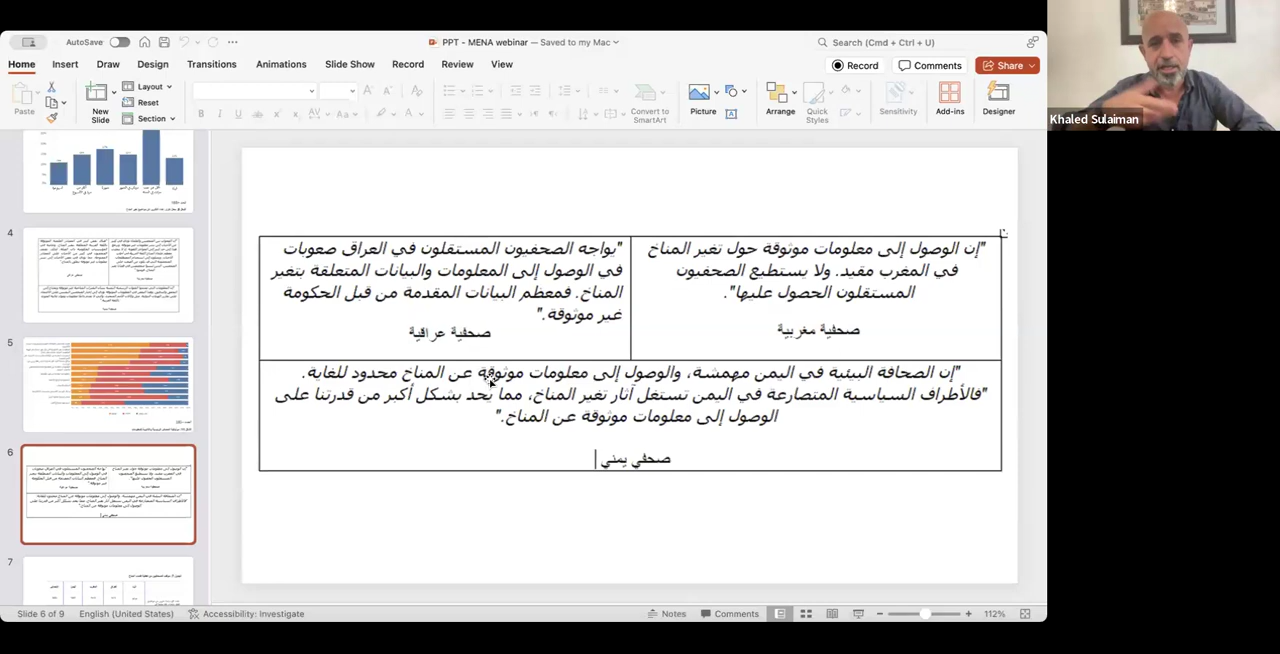 AutoSave
PPT - MENA webinar — Saved to my Mac
Search (Cmd + Ctrl + U)
Home
Insert
Draw
Design
Transitions
Animations
Slide Show
Record
Review
View
Record
Comments
Share
Paste
New Slide
Layout
Reset
Section
Convert to SmartArt
Picture
Arrange
Quick Styles
Sensitivity
Add-ins
Designer
Khaled Sulaiman
4
5
6
7
"إن الوصول إلى معلومات موثوقة حول تغير المناخ
في المغرب مقيد. ولا يستطيع الصحفيون
المستقلون الحصول عليها".
صحفية مغربية
"يواجه الصحفيون المستقلون في العراق صعوبات
في الوصول إلى المعلومات والبيانات المتعلقة بتغير
المناخ. فمعظم البيانات المقدمة من قبل الحكومة
غير موثوقة."
صحفية عراقية
"إن الصحافة البيئية في اليمن مهمشة، والوصول إلى معلومات موثوقة عن المناخ محدود للغاية.
"فالأطراف السياسية المتصارعة في اليمن تستغل آثار تغير المناخ، مما يحد بشكل أكبر من قدرتنا على
الوصول إلى معلومات موثوقة عن المناخ."
صحفي يمني
Slide 6 of 9
English (United States)
Accessibility: Investigate
Notes
Comments
112%